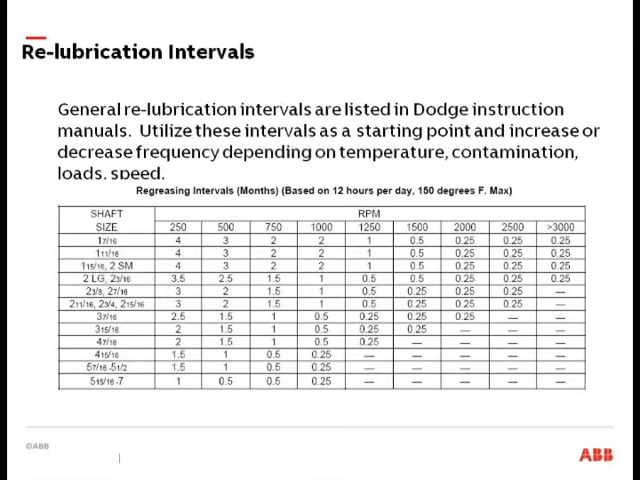 Re-lubrication Intervals
General re-lubrication intervals are listed in Dodge instruction
manuals. Utilize these intervals as a starting point and increase or
decrease frequency depending on temperature, contamination,
loads, speed.
Regreasing Intervals (Months) (Based on 12 hours per day, 150 degrees F. Max)
SHAFT SIZE RPM
250 500 750 1000 1250 1500 2000 2500 >3000
1 7/16 4 3 2 2 1 0.5 0.25 0.25 0.25
1 11/16 4 3 2 2 1 0.5 0.25 0.25 0.25
1 15/16, 2 SM 4 3 2 2 1 0.5 0.25 0.25 0.25
2 LG, 2 3/16 3.5 2.5 1.5 1 0.5 0.5 0.25 0.25 0.25
2 3/8, 2 7/16 3 2 1.5 1 0.5 0.25 0.25 0.25 —
2 11/16, 2 3/4, 2 15/16 3 2 1.5 1 0.5 0.25 0.25 0.25 —
3 7/16 2.5 1.5 1 0.5 0.25 0.25 0.25 — —
3 15/16 2 1.5 1 0.5 0.25 0.25 — — —
4 7/16 2 1.5 1 0.5 0.25 — — — —
4 15/16 1.5 1 0.5 0.25 — — — — —
5 7/16 -5 1/2 1.5 1 0.5 0.25 — — — — —
5 15/16 -7 1 0.5 0.5 0.25 — — — — —
©ABB
ABB